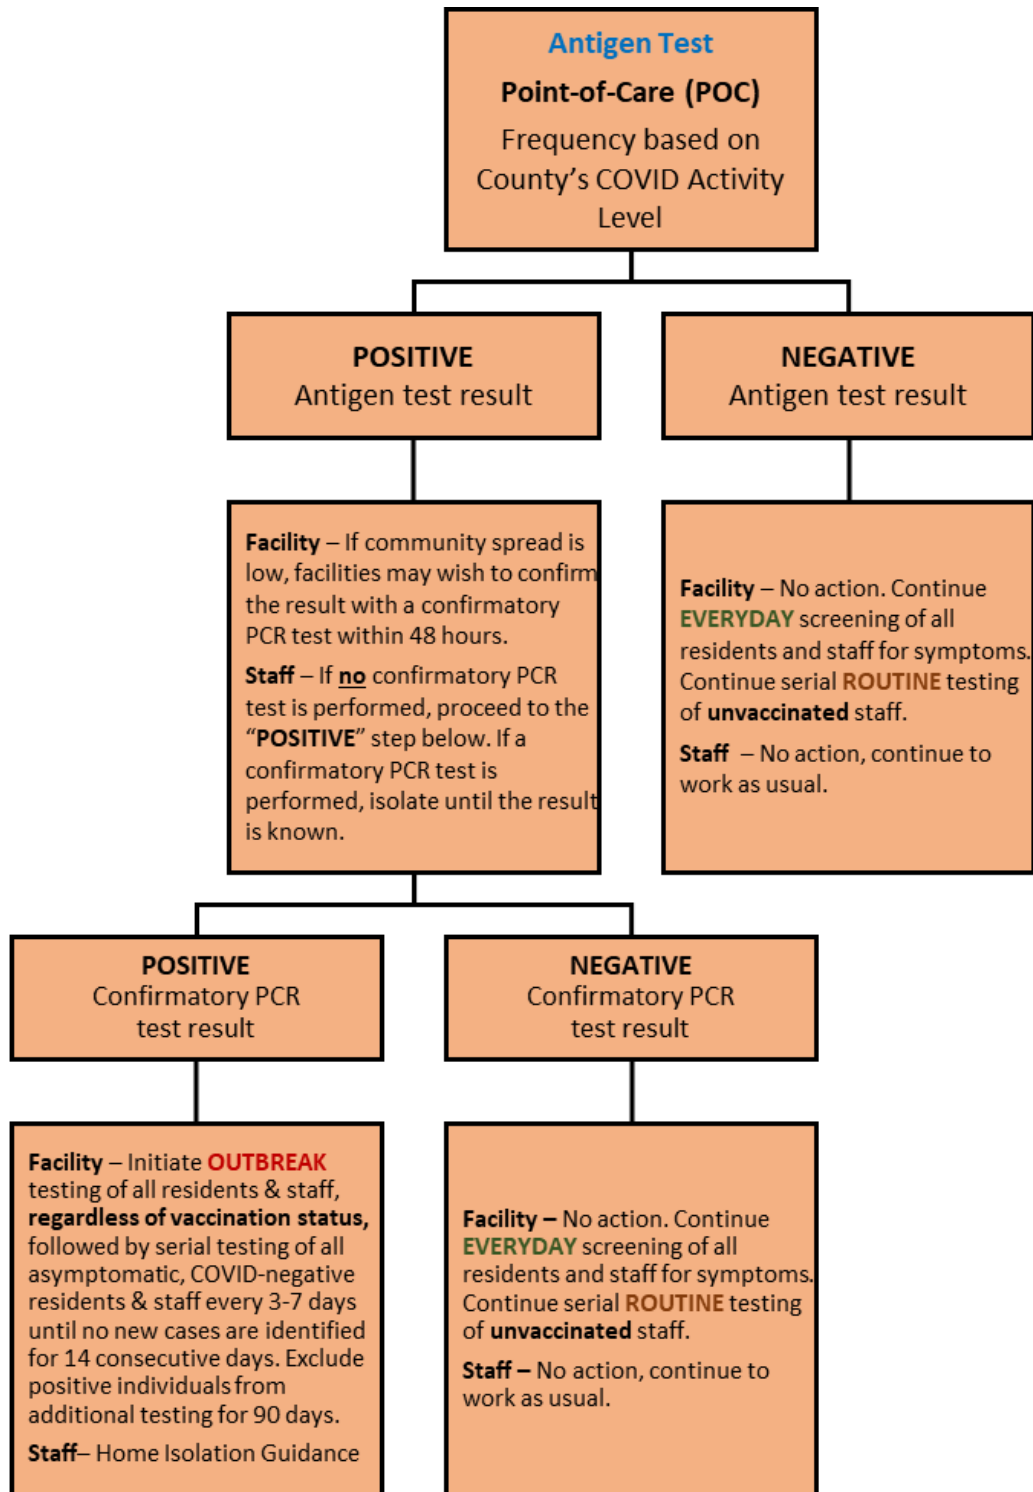 Antigen Test
Point-of-Care (POC)
Frequency based on
County's COVID Activity
Level
POSITIVE
Antigen test result
NEGATIVE
Antigen test result
Facility – If community spread is
low, facilities may wish to confirm
the result with a confirmatory
PCR test within 48 hours.
Staff – If no confirmatory PCR
test is performed, proceed to the
“POSITIVE” step below. If a
confirmatory PCR test is
performed, isolate until the result
is known.
Facility – No action. Continue
EVERYDAY screening of all
residents and staff for symptoms.
Continue serial ROUTINE testing
of unvaccinated staff.
Staff – No action, continue to
work as usual.
POSITIVE
Confirmatory PCR
test result
NEGATIVE
Confirmatory PCR
test result
Facility – Initiate OUTBREAK
testing of all residents & staff,
regardless of vaccination status,
followed by serial testing of all
asymptomatic, COVID-negative
residents & staff every 3-7 days
until no new cases are identified
for 14 consecutive days. Exclude
positive individuals from
additional testing for 90 days.
Staff– Home Isolation Guidance
Facility – No action. Continue
EVERYDAY screening of all
residents and staff for symptoms.
Continue serial ROUTINE testing
of unvaccinated staff.
Staff – No action, continue to
work as usual.